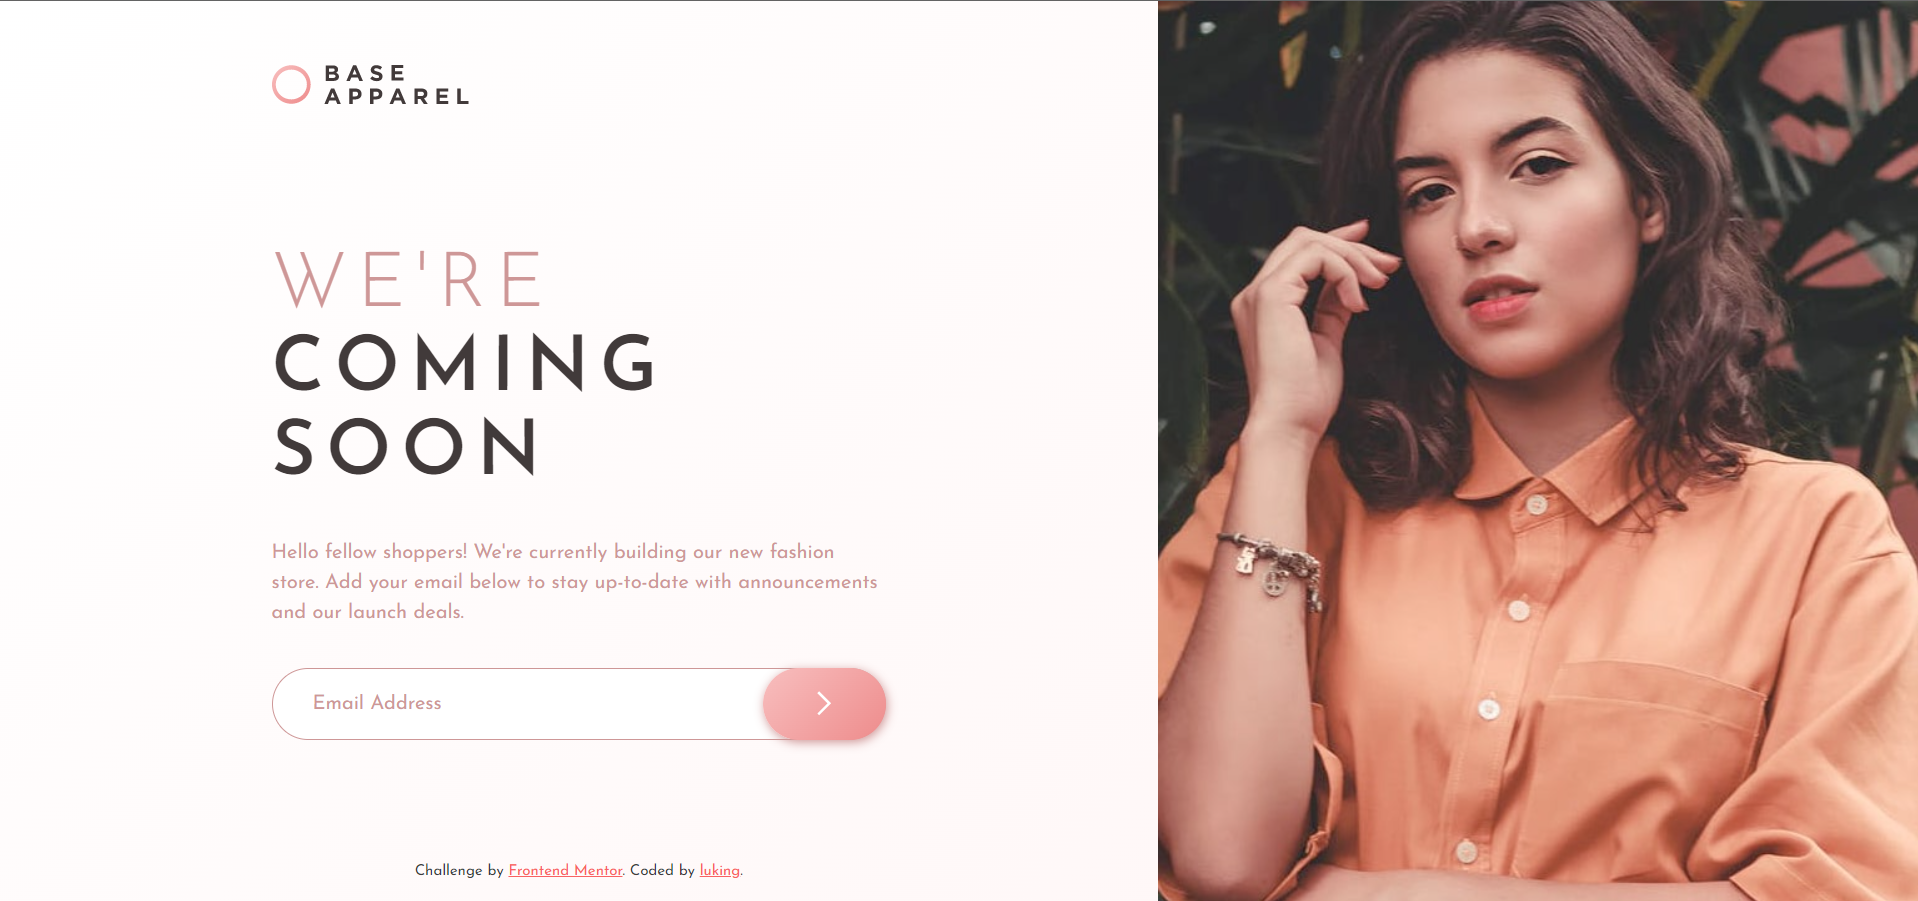 BASE
APPAREL
WE'RE
COMING
SOON
Hello fellow shoppers! We're currently building our new fashion
store. Add your email below to stay up-to-date with announcements
and our launch deals.
Email Address
Challenge by Frontend Mentor. Coded by luking.